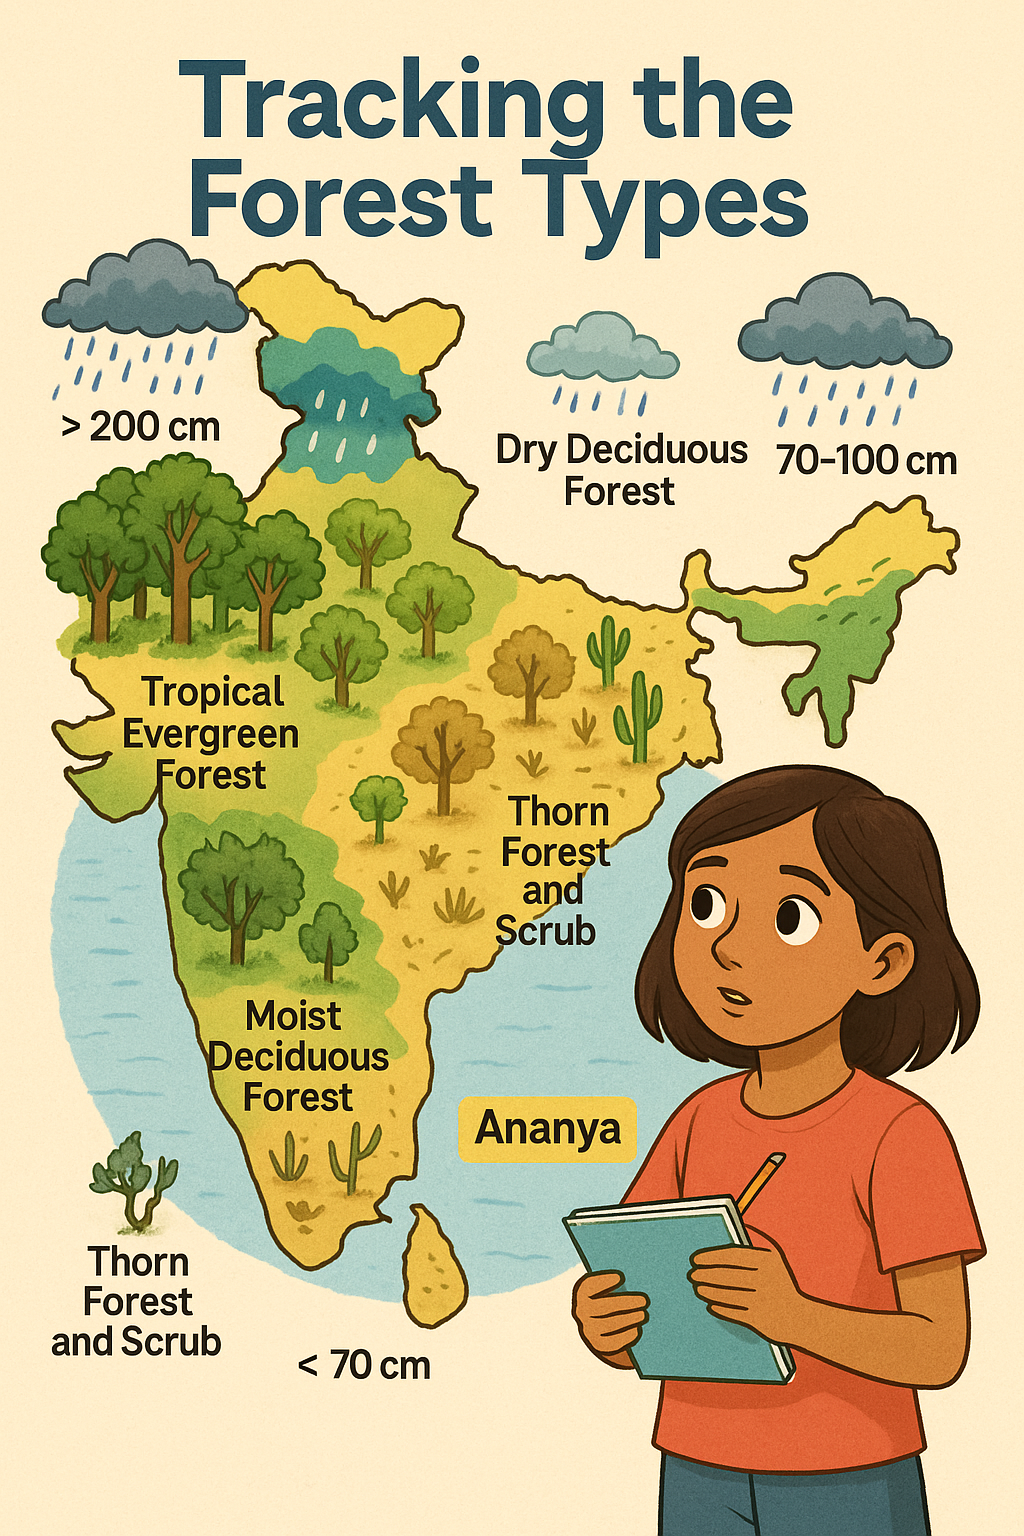 Tracking the
Forest Types
> 200 cm
Dry Deciduous
Forest
70-100 cm
Tropical
Evergreen
Forest
Thorn
Forest
and
Scrub
Moist
Deciduous
Forest
Ananya
Thorn
Forest
and Scrub
< 70 cm